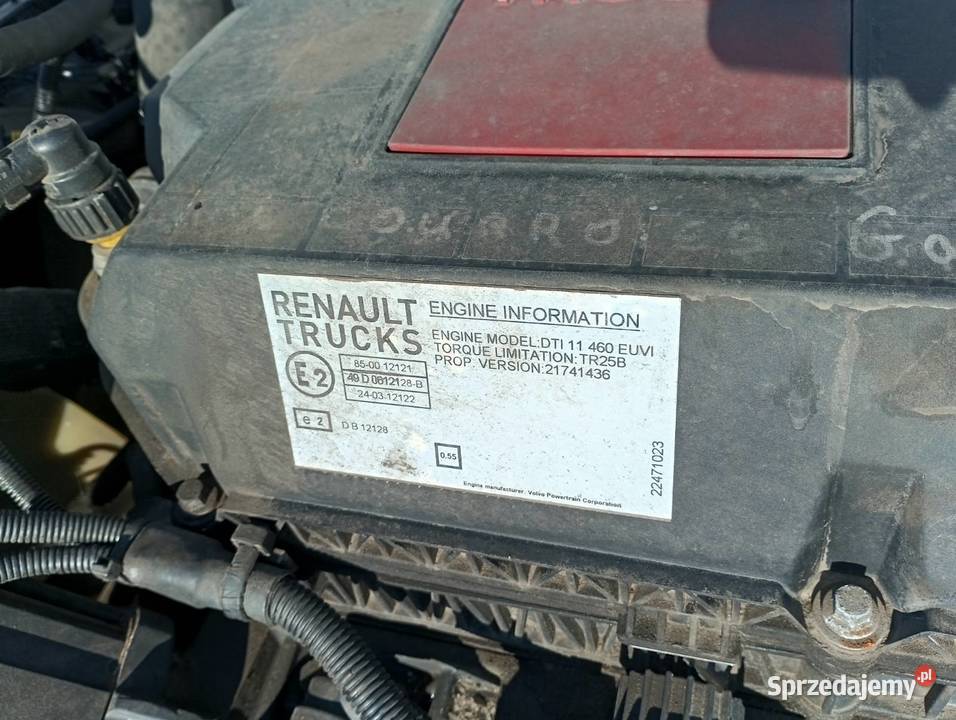 RENAULT
TRUCKS
ENGINE INFORMATION
ENGINE MODEL:DTI 11 460 EUVI
TORQUE LIMITATION:TR25B
PROP. VERSION:21741436
E2
85-00 12121
49 D 0612128-B
24-03 12122
e 2
D B 12128
0.55
22471023
Engine manufacturer: Volvo Powertrain Corporation
Sprzedajemy.pl